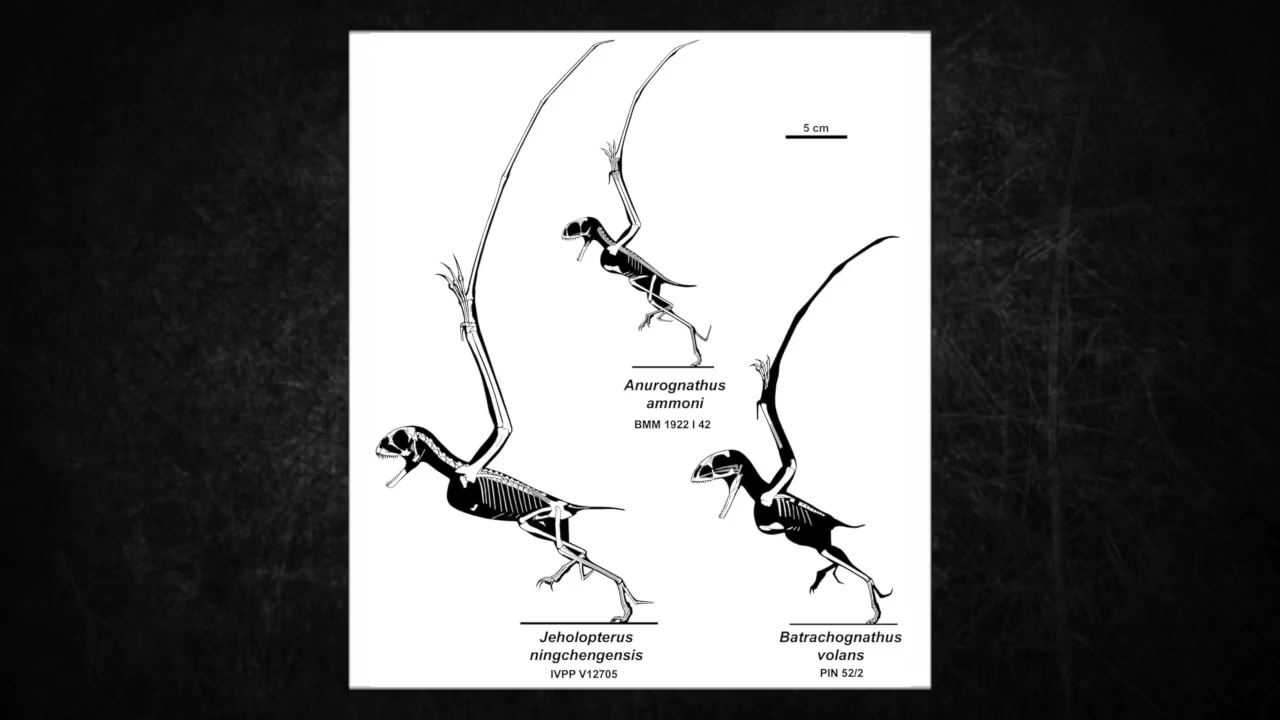 5 cm
Anurognathus
ammoni
BMM 1922 I 42
Jeholopterus
ningchengensis
IVPP V12705
Batrachognathus
volans
PIN 52/2